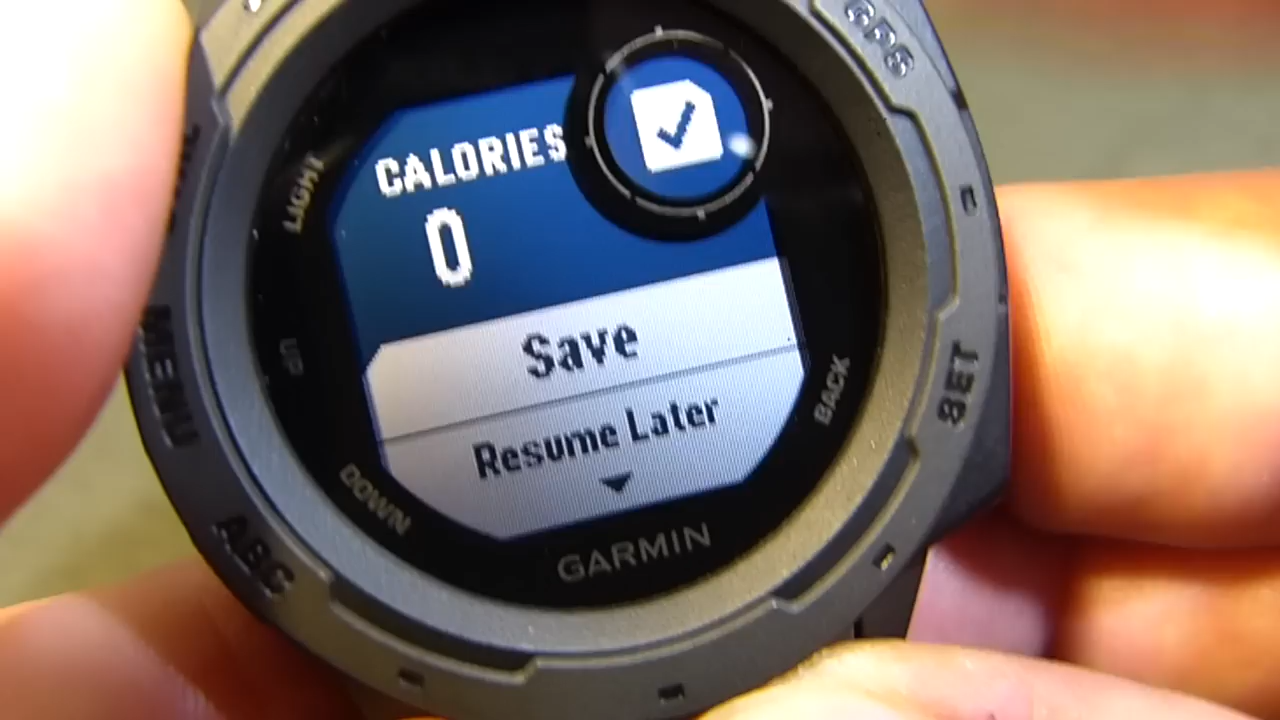 GPS
LIGHT
CALORIES
0
UP
Save
MENU
Resume Later
BACK
SET
DOWN
GARMIN
ABC